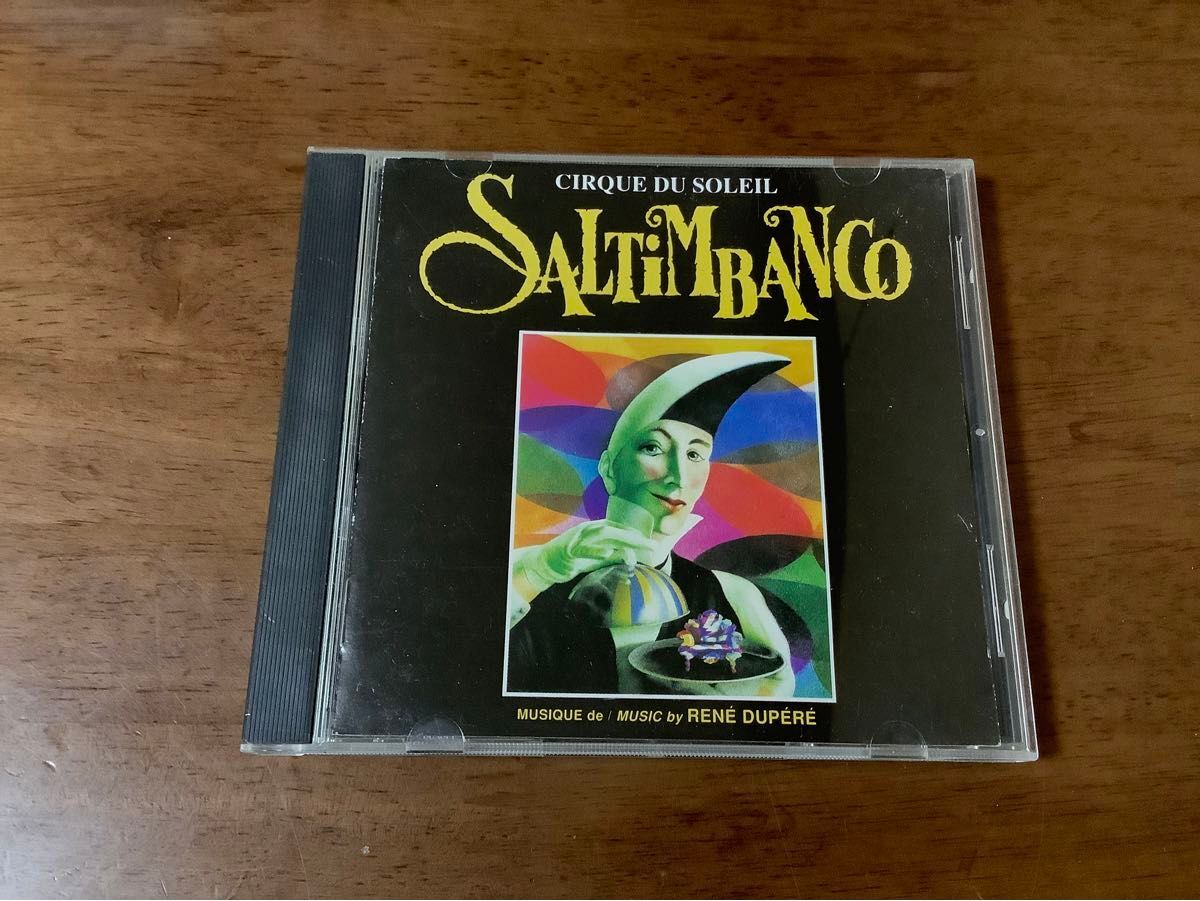 CIRQUE DU SOLEIL
SALTiMBANCO
MUSIQUE de / MUSIC by RENÉ DUPÉRÉ